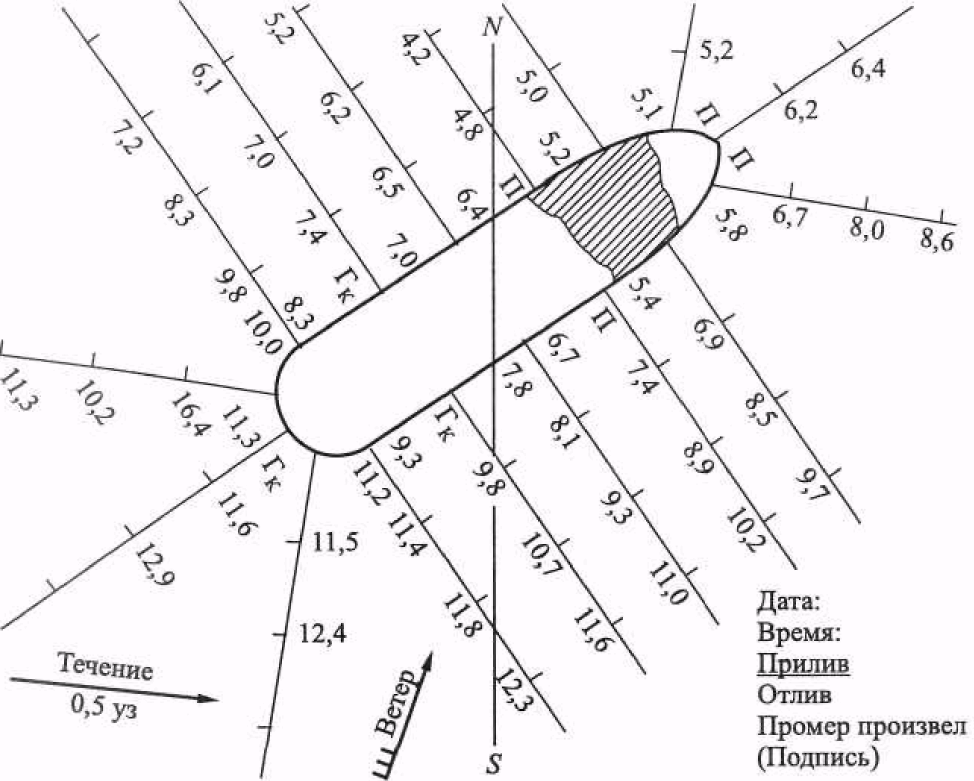 N
5,2
4,2
5,0
5,1
П
5,2
6,4
6,1
6,2
4,8
5,2
6,2
П
7,2
7,0
6,5
6,4
П
5,8
6,7
8,0
8,6
8,3
7,4
7,0
Гк
9,8
10,0
8,3
5,4
П
6,9
6,7
7,4
7,8
8,5
11,3
10,2
16,4
11,3
Гк
Гк
8,1
9,3
9,8
8,9
9,7
11,2
11,6
11,4
9,3
10,2
12,9
11,5
10,7
11,0
11,8
11,6
12,4
12,3
Течение
0,5 уз
Ветер
S
Дата:
Время:
Прилив
Отлив
Промер произвел
(Подпись)